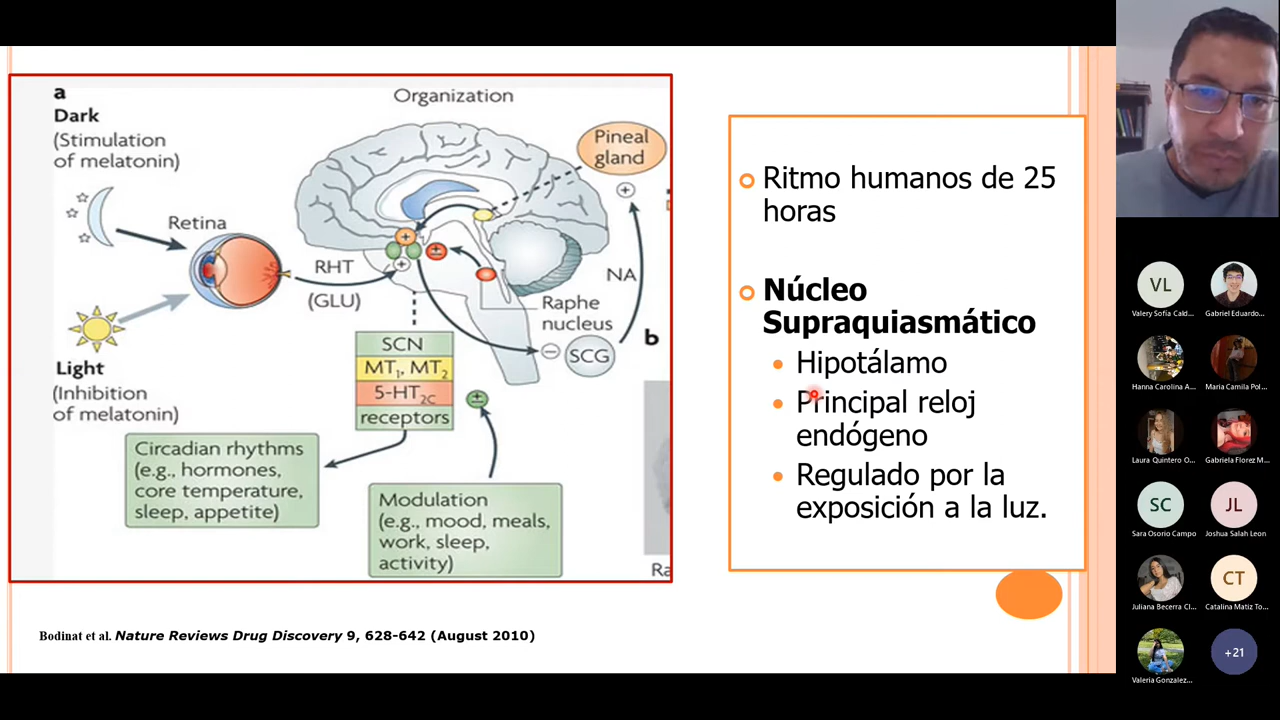 a
Dark
(Stimulation
of melatonin)
Organization
Pineal
gland
+
Retina
+
±
+
RHT
(GLU)
NA
Raphe
nucleus
b
− SCG
Light
(Inhibition
of melatonin)
SCN
MT1, MT2
5-HT2C
receptors
±
Circadian rhythms
(e.g., hormones,
core temperature,
sleep, appetite)
Modulation
(e.g., mood, meals,
work, sleep,
activity)
Ra
Bodinat et al. Nature Reviews Drug Discovery 9, 628-642 (August 2010)
Ritmo humanos de 25
horas
Núcleo
Supraquiasmático
Hipotálamo
Principal reloj
endógeno
Regulado por la
exposición a la luz.
VL
Valery Sofía Cald...
Gabriel Eduardo...
Hanna Carolina A...
Maria Camila Pol...
Laura Quintero O...
Gabriela Florez M...
SC
Sara Osorio Campo
JL
Joshua Salah Leon
Juliana Becerra Cl...
CT
Catalina Matiz To...
Valeria Gonzalez...
+21